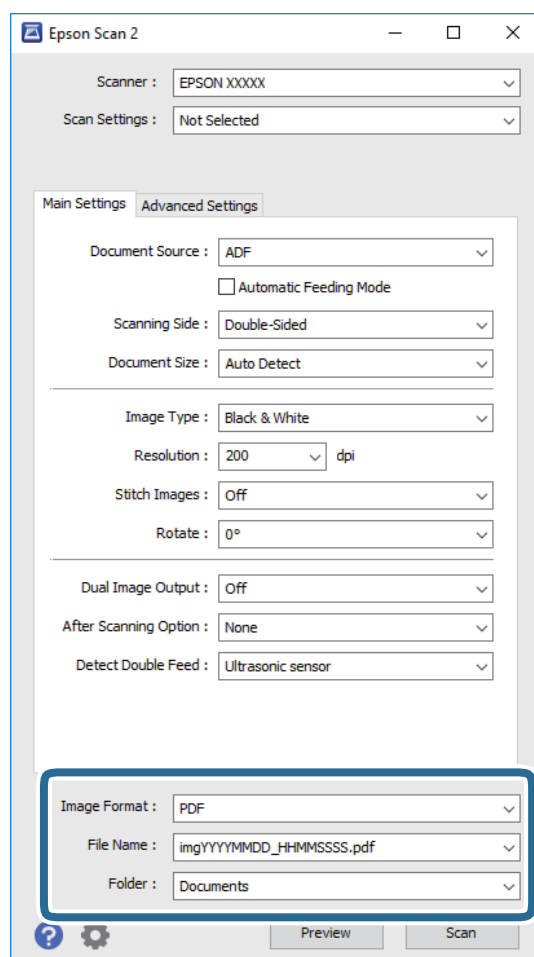 Epson Scan 2
Scanner : EPSON XXXXX
Scan Settings : Not Selected
Main Settings Advanced Settings
Document Source : ADF
Automatic Feeding Mode
Scanning Side : Double-Sided
Document Size : Auto Detect
Image Type : Black & White
Resolution : 200 dpi
Stitch Images : Off
Rotate : 0°
Dual Image Output : Off
After Scanning Option : None
Detect Double Feed : Ultrasonic sensor
Image Format : PDF
File Name : imgYYYYMMDD_HHMMSSSS.pdf
Folder : Documents
? Preview Scan